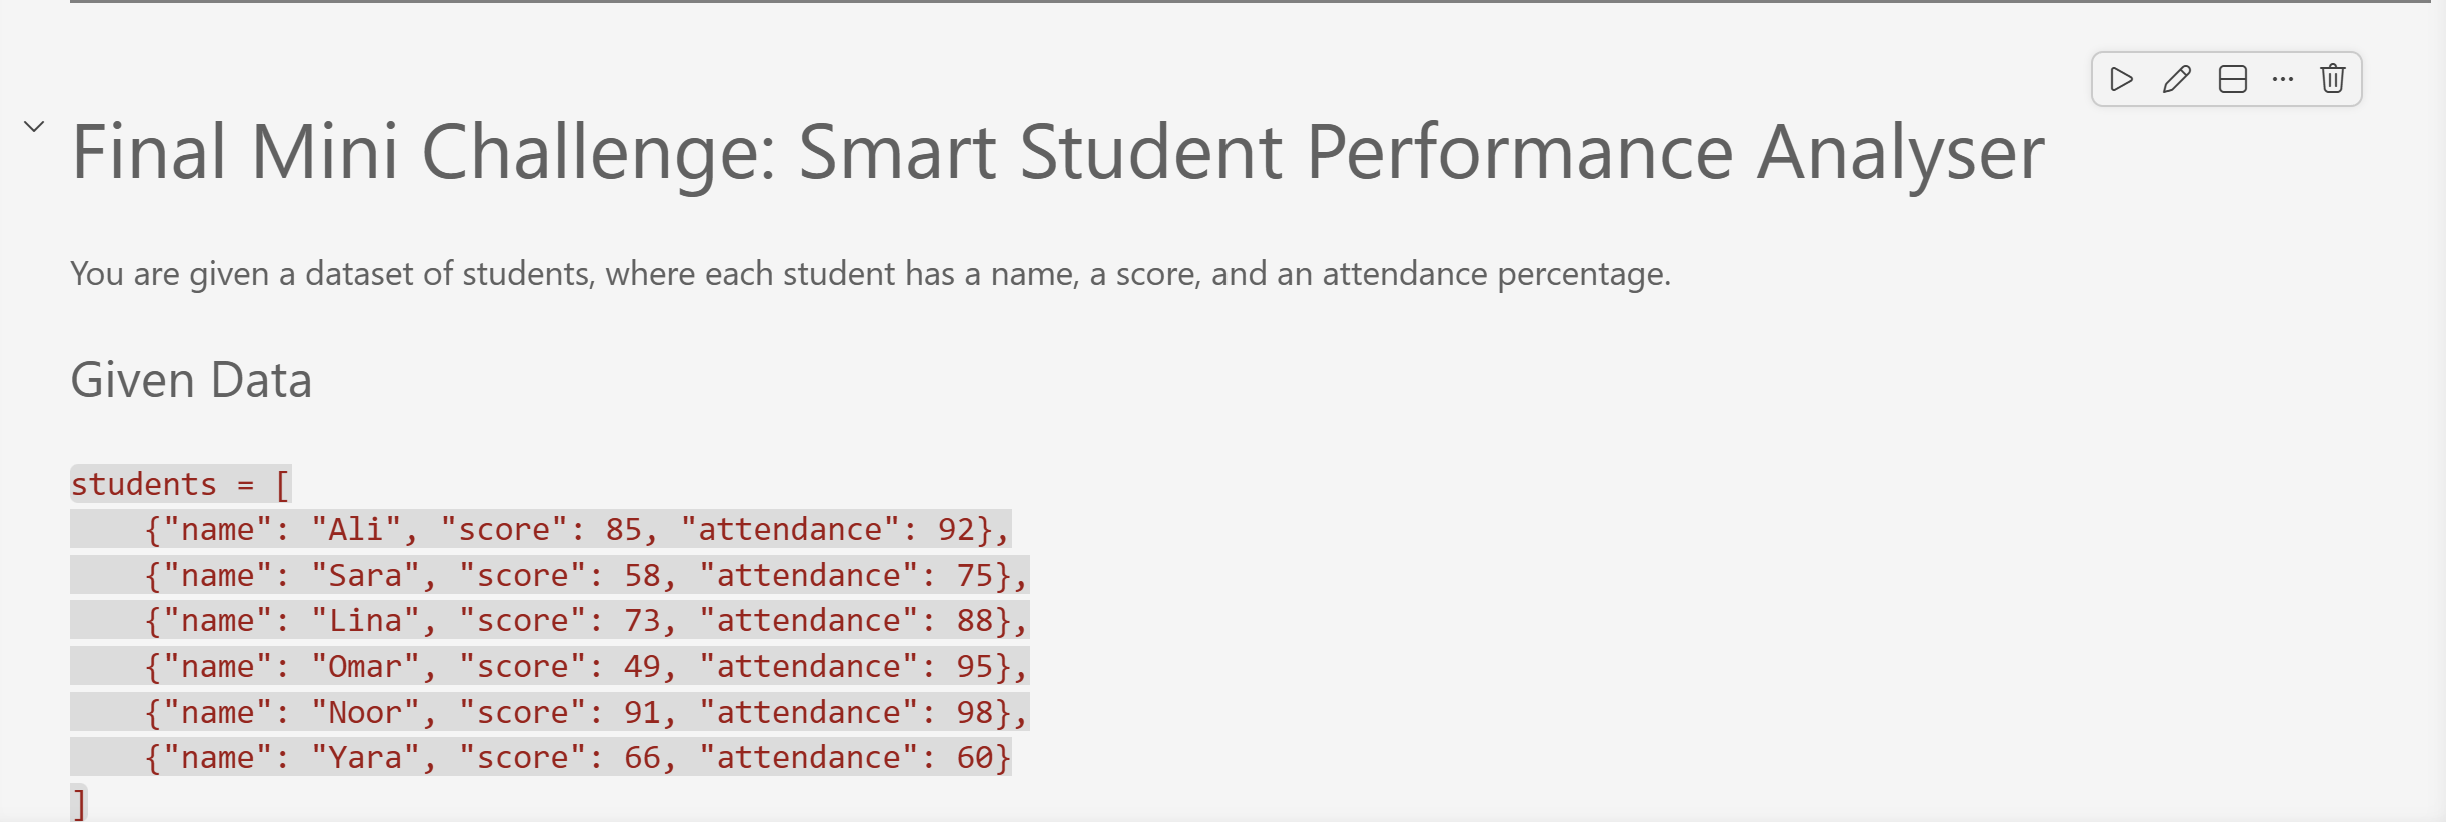 Final Mini Challenge: Smart Student Performance Analyser
You are given a dataset of students, where each student has a name, a score, and an attendance percentage.
Given Data
students = [
    {"name": "Ali", "score": 85, "attendance": 92},
    {"name": "Sara", "score": 58, "attendance": 75},
    {"name": "Lina", "score": 73, "attendance": 88},
    {"name": "Omar", "score": 49, "attendance": 95},
    {"name": "Noor", "score": 91, "attendance": 98},
    {"name": "Yara", "score": 66, "attendance": 60}
]